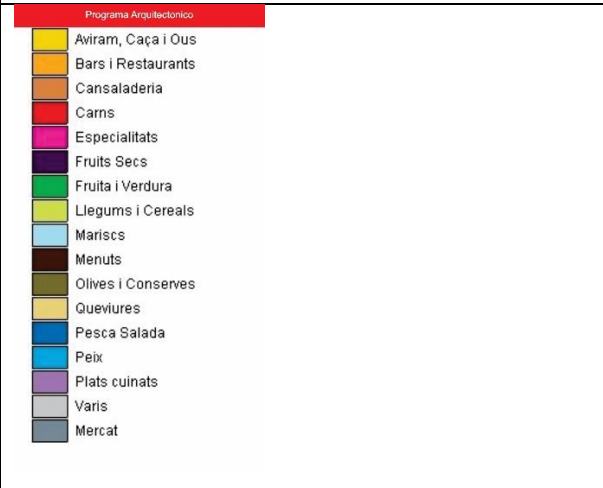 Programa Arquitectonico
Aviram, Caça i Ous
Bars i Restaurants
Cansaladeria
Carns
Especialitats
Fruits Secs
Fruita i Verdura
Llegums i Cereals
Mariscs
Menuts
Olives i Conserves
Queviures
Pesca Salada
Peix
Plats cuinats
Varis
Mercat